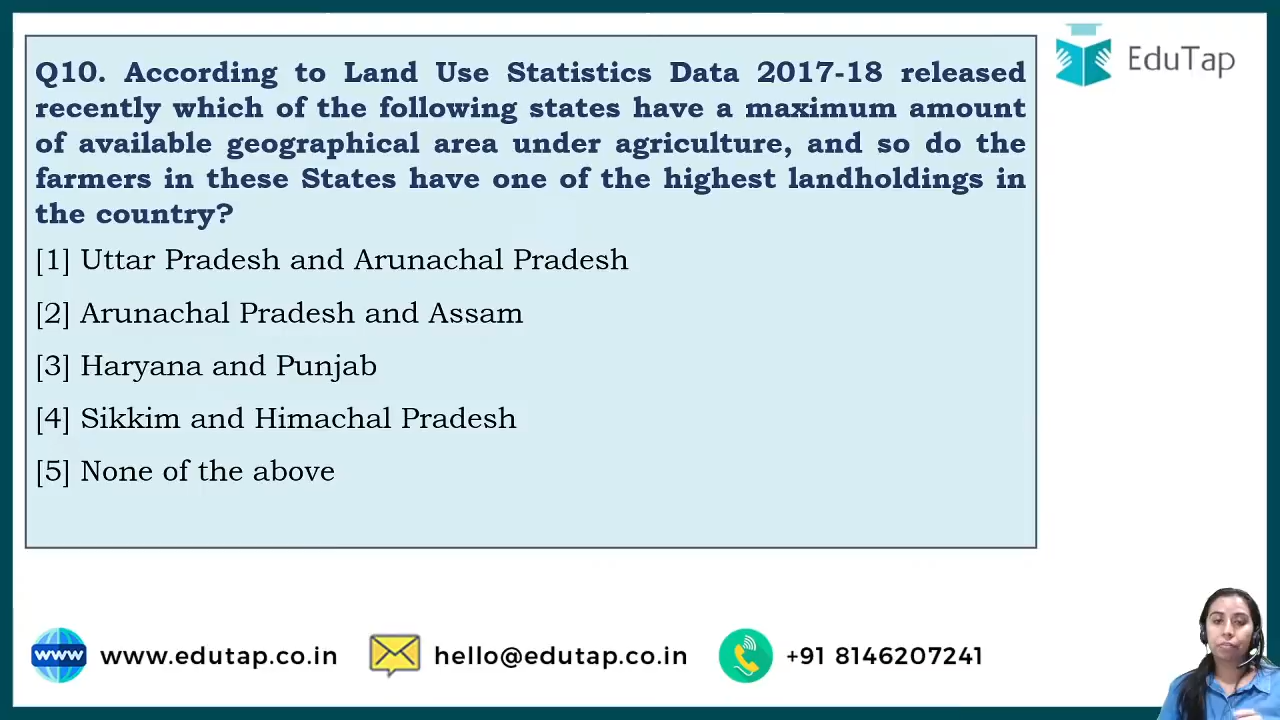 Q10. According to Land Use Statistics Data 2017-18 released
recently which of the following states have a maximum amount
of available geographical area under agriculture, and so do the
farmers in these States have one of the highest landholdings in
the country?
[1] Uttar Pradesh and Arunachal Pradesh
[2] Arunachal Pradesh and Assam
[3] Haryana and Punjab
[4] Sikkim and Himachal Pradesh
[5] None of the above
EduTap
www www.edutap.co.in hello@edutap.co.in +91 8146207241